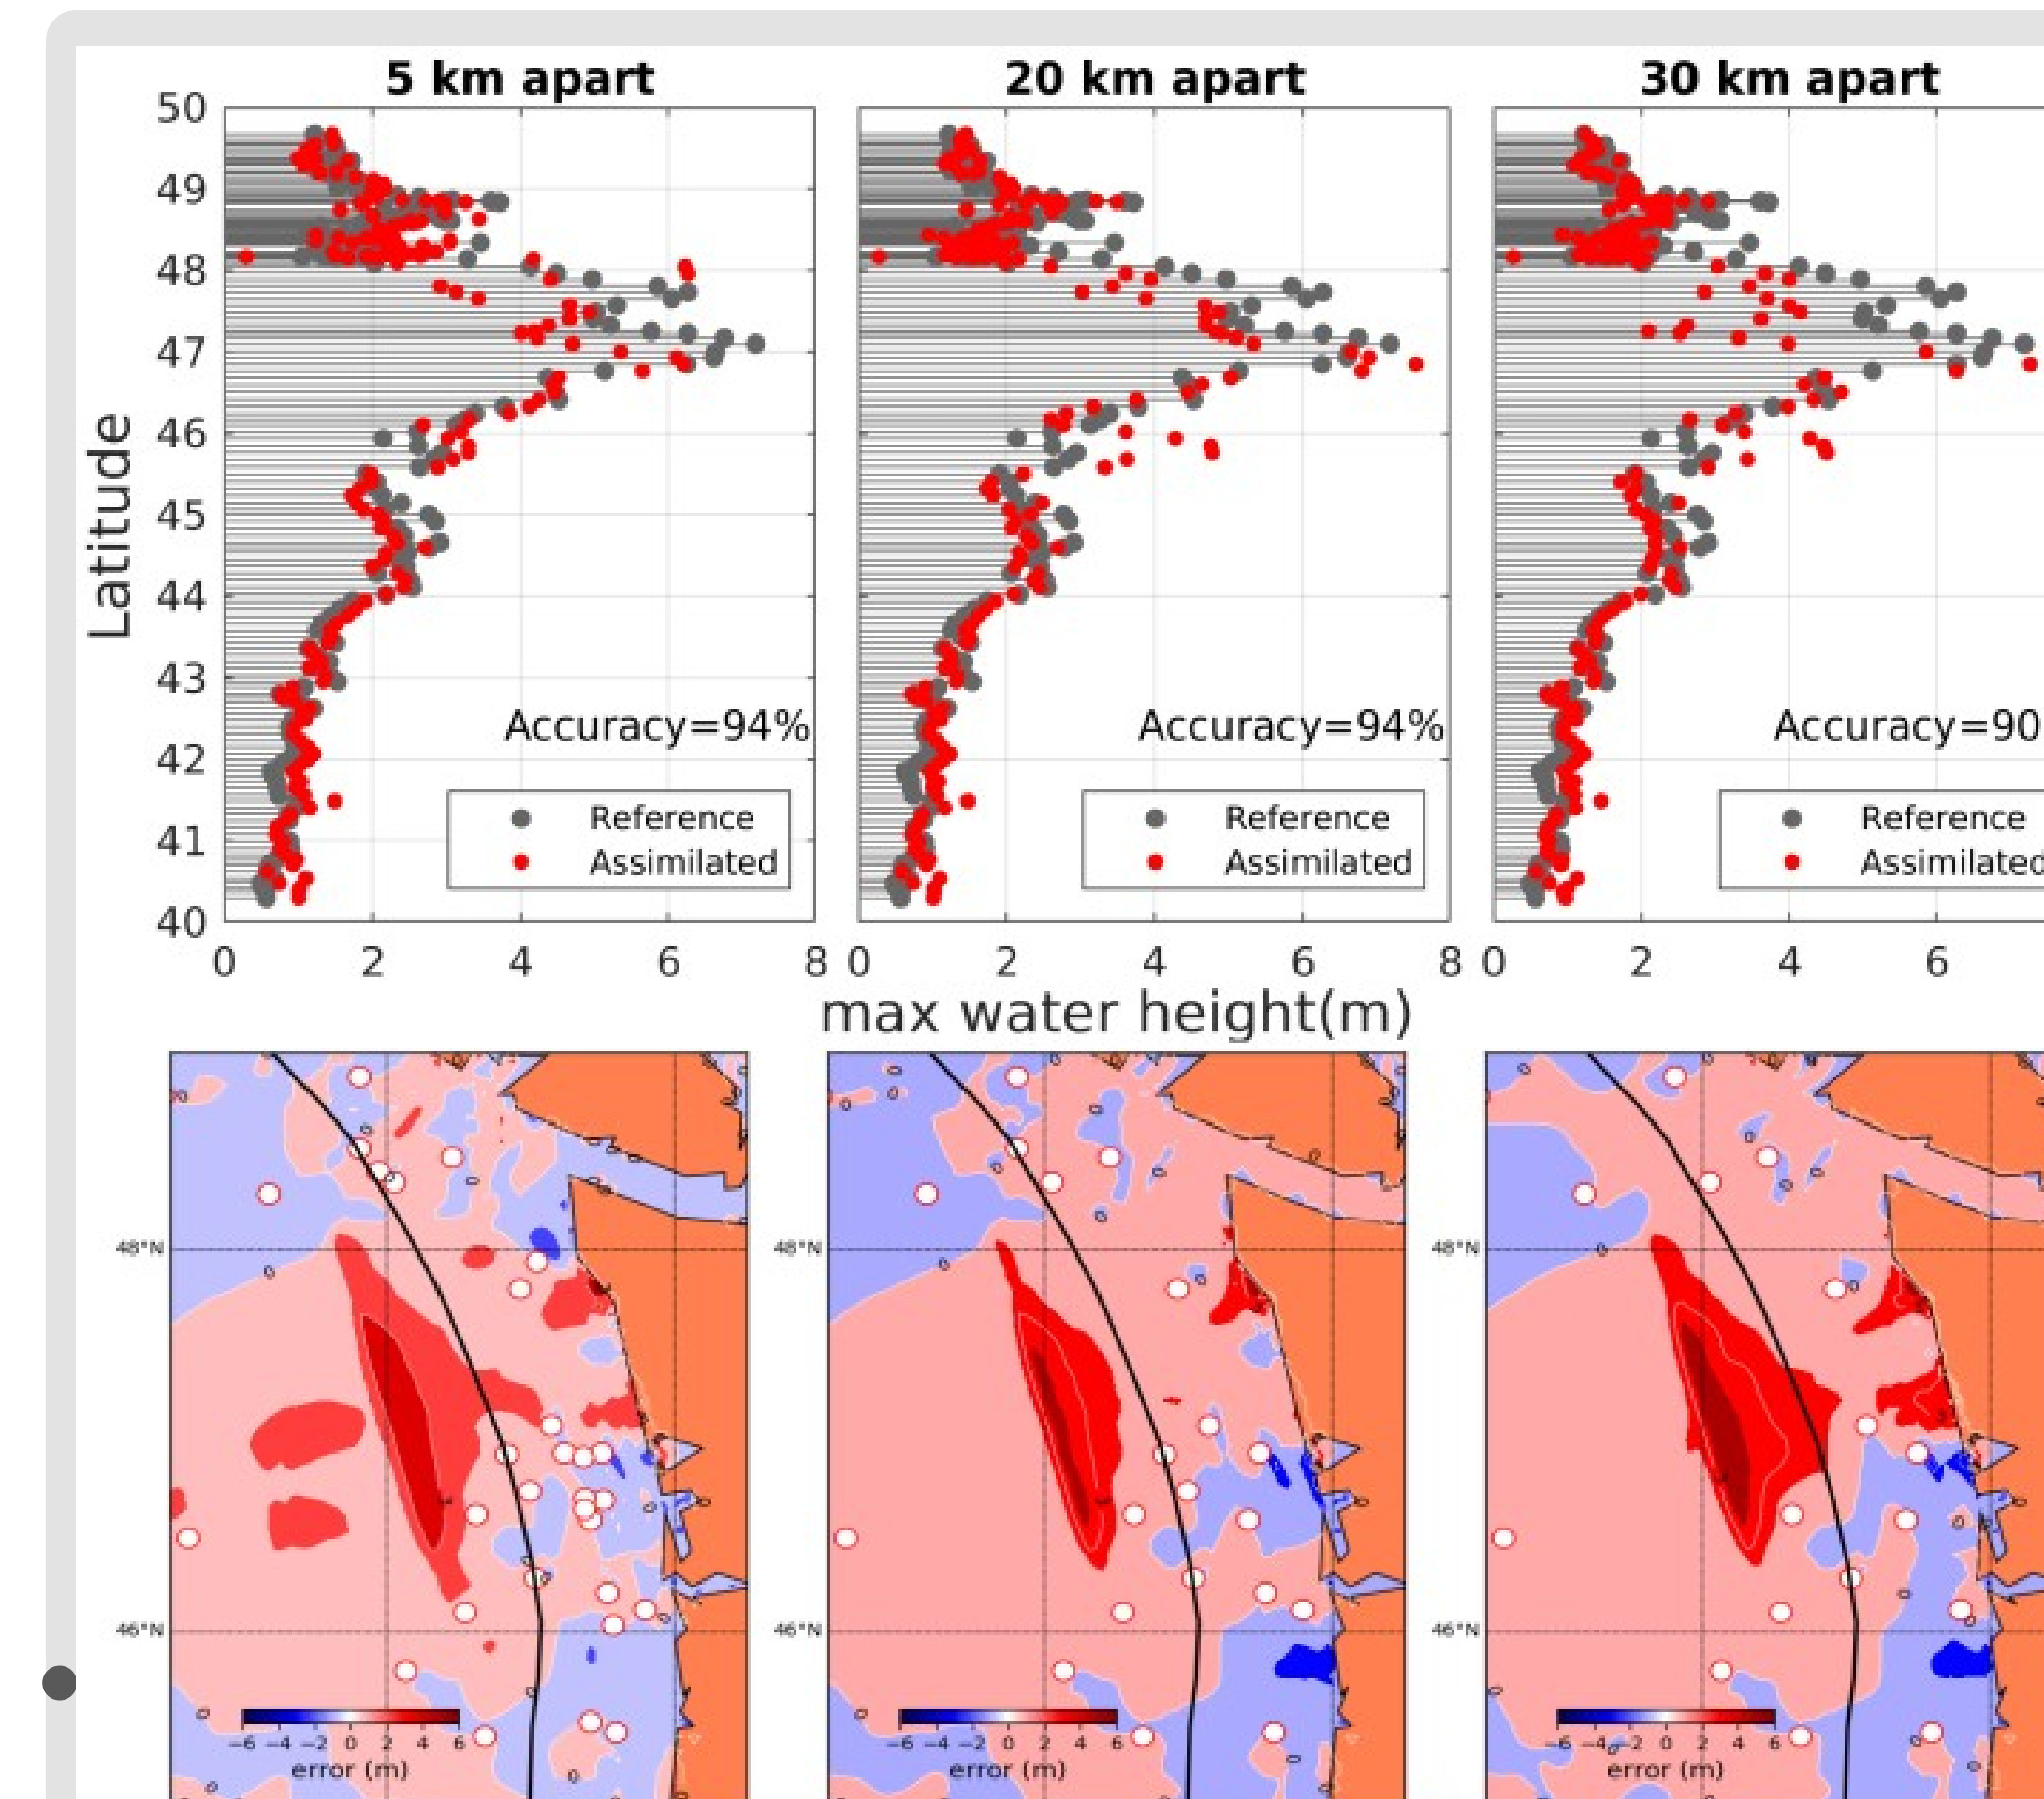 5 km apart 20 km apart 30 km apart
50
49
48
47
46
45
44
43
42
41
40
Latitude
Accuracy=94% Accuracy=94% Accuracy=90
Reference Reference Reference
Assimilated Assimilated Assimilated
0 2 4 6 8 0 2 4 6 8 0 2 4 6
max water height(m)
48°N 48°N 48°N
46°N 46°N 46°N
−6 −4 −2 0 2 4 6 −6 −4 −2 0 2 4 6 −6 −4 −2 0 2 4 6
error (m) error (m) error (m)